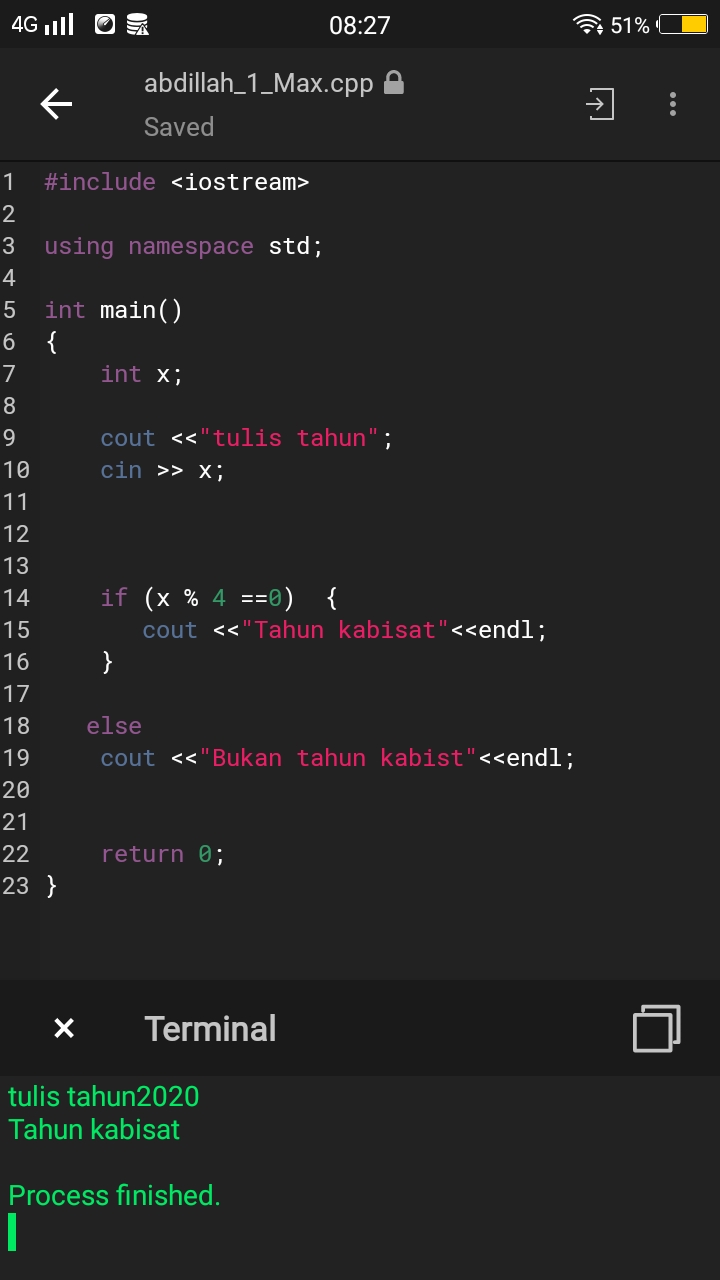 4G 08:27 51%
abdillah_1_Max.cpp
Saved
1 #include <iostream>
2
3 using namespace std;
4
5 int main()
6 {
7     int x;
8
9     cout <<"tulis tahun";
10     cin >> x;
11
12
13
14     if (x % 4 ==0)  {
15        cout <<"Tahun kabisat"<<endl;
16     }
17
18    else
19     cout <<"Bukan tahun kabist"<<endl;
20
21
22     return 0;
23 }
Terminal
tulis tahun2020
Tahun kabisat
Process finished.